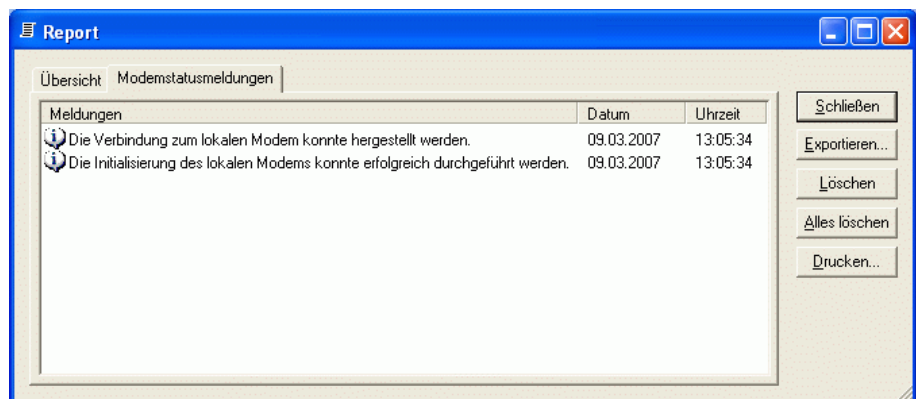 Report
Übersicht Modemstatusmeldungen
Meldungen Datum Uhrzeit
Die Verbindung zum lokalen Modem konnte hergestellt werden. 09.03.2007 13:05:34
Die Initialisierung des lokalen Modems konnte erfolgreich durchgeführt werden. 09.03.2007 13:05:34
Schließen
Exportieren...
Löschen
Alles löschen
Drucken...